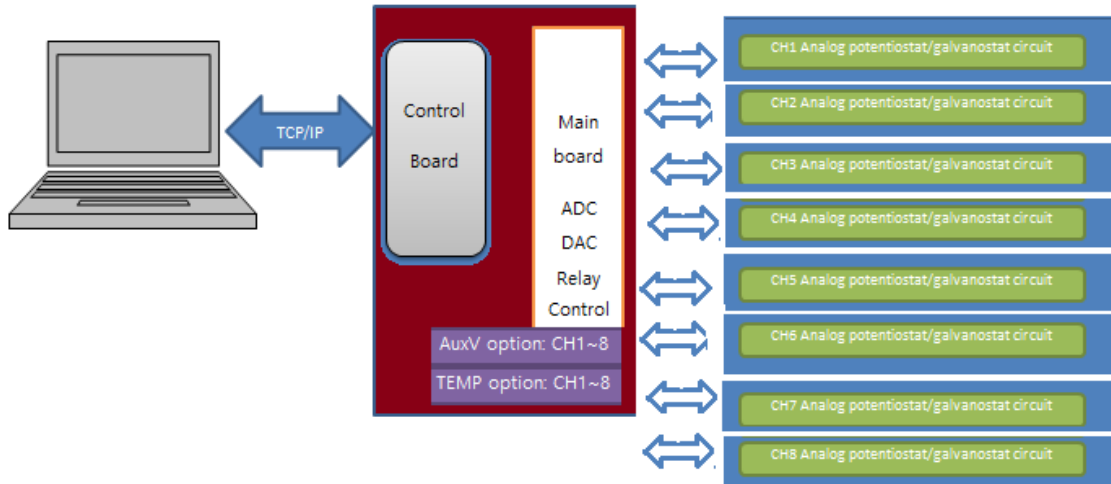 TCP/IP
Control
Board
Main
board
ADC
DAC
Relay
Control
AuxV option: CH1~8
TEMP option: CH1~8
CH1 Analog potentiostat/galvanostat circuit
CH2 Analog potentiostat/galvanostat circuit
CH3 Analog potentiostat/galvanostat circuit
CH4 Analog potentiostat/galvanostat circuit
CH5 Analog potentiostat/galvanostat circuit
CH6 Analog potentiostat/galvanostat circuit
CH7 Analog potentiostat/galvanostat circuit
CH8 Analog potentiostat/galvanostat circuit